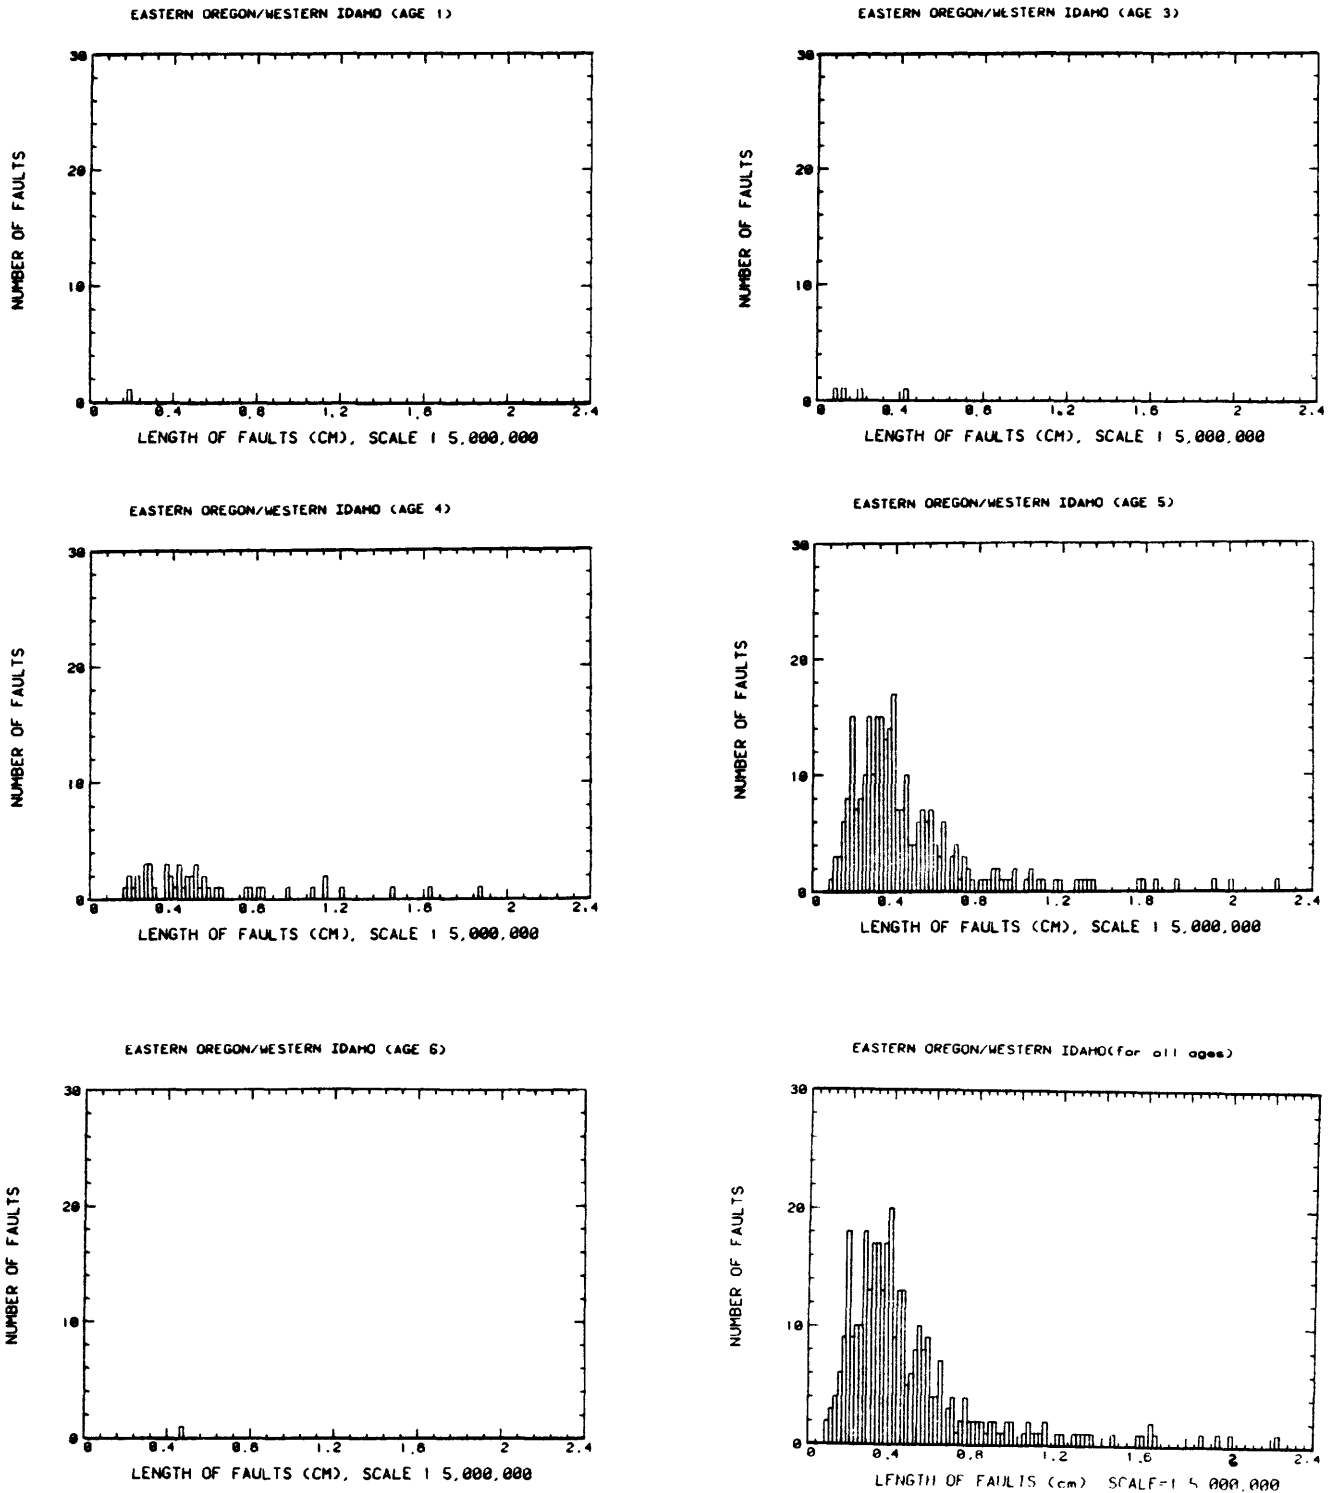 EASTERN OREGON/WESTERN IDAHO (AGE 1)
30
20
10
0
NUMBER OF FAULTS
0 0.4 0.8 1.2 1.6 2 2.4
LENGTH OF FAULTS (CM), SCALE 1 5,000,000
EASTERN OREGON/WESTERN IDAHO (AGE 3)
30
20
10
0
NUMBER OF FAULTS
0 0.4 0.8 1.2 1.6 2 2.4
LENGTH OF FAULTS (CM), SCALE 1 5,000,000
EASTERN OREGON/WESTERN IDAHO (AGE 4)
30
20
10
0
NUMBER OF FAULTS
0 0.4 0.8 1.2 1.6 2 2.4
LENGTH OF FAULTS (CM), SCALE 1 5,000,000
EASTERN OREGON/WESTERN IDAHO (AGE 5)
30
20
10
0
NUMBER OF FAULTS
0 0.4 0.8 1.2 1.6 2 2.4
LENGTH OF FAULTS (CM), SCALE 1 5,000,000
EASTERN OREGON/WESTERN IDAHO (AGE 6)
30
20
10
0
NUMBER OF FAULTS
0 0.4 0.8 1.2 1.6 2 2.4
LENGTH OF FAULTS (CM), SCALE 1 5,000,000
EASTERN OREGON/WESTERN IDAHO(for all ages)
30
20
10
0
NUMBER OF FAULTS
0 0.4 0.8 1.2 1.6 2 2.4
LENGTH OF FAULTS (cm) SCALE=1 5 000,000